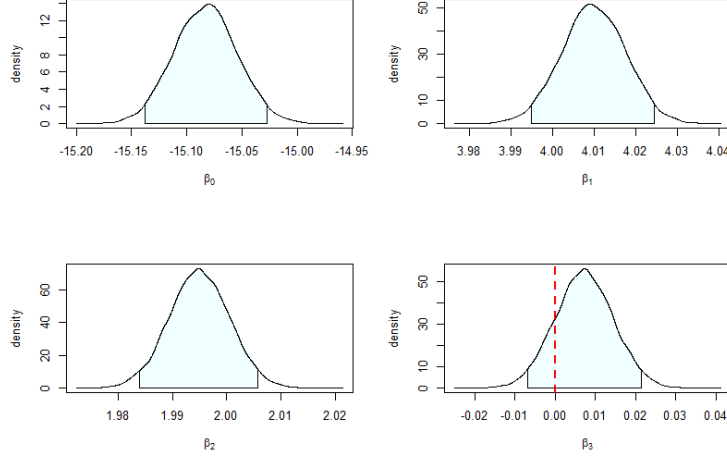 density
0 2 4 6 8 12
-15.20 -15.15 -15.10 -15.05 -15.00 -14.95
β0
density
0 10 30 50
3.98 3.99 4.00 4.01 4.02 4.03 4.04
β1
density
0 20 40 60
1.98 1.99 2.00 2.01 2.02
β2
density
0 10 30 50
-0.02 -0.01 0.00 0.01 0.02 0.03 0.04
β3